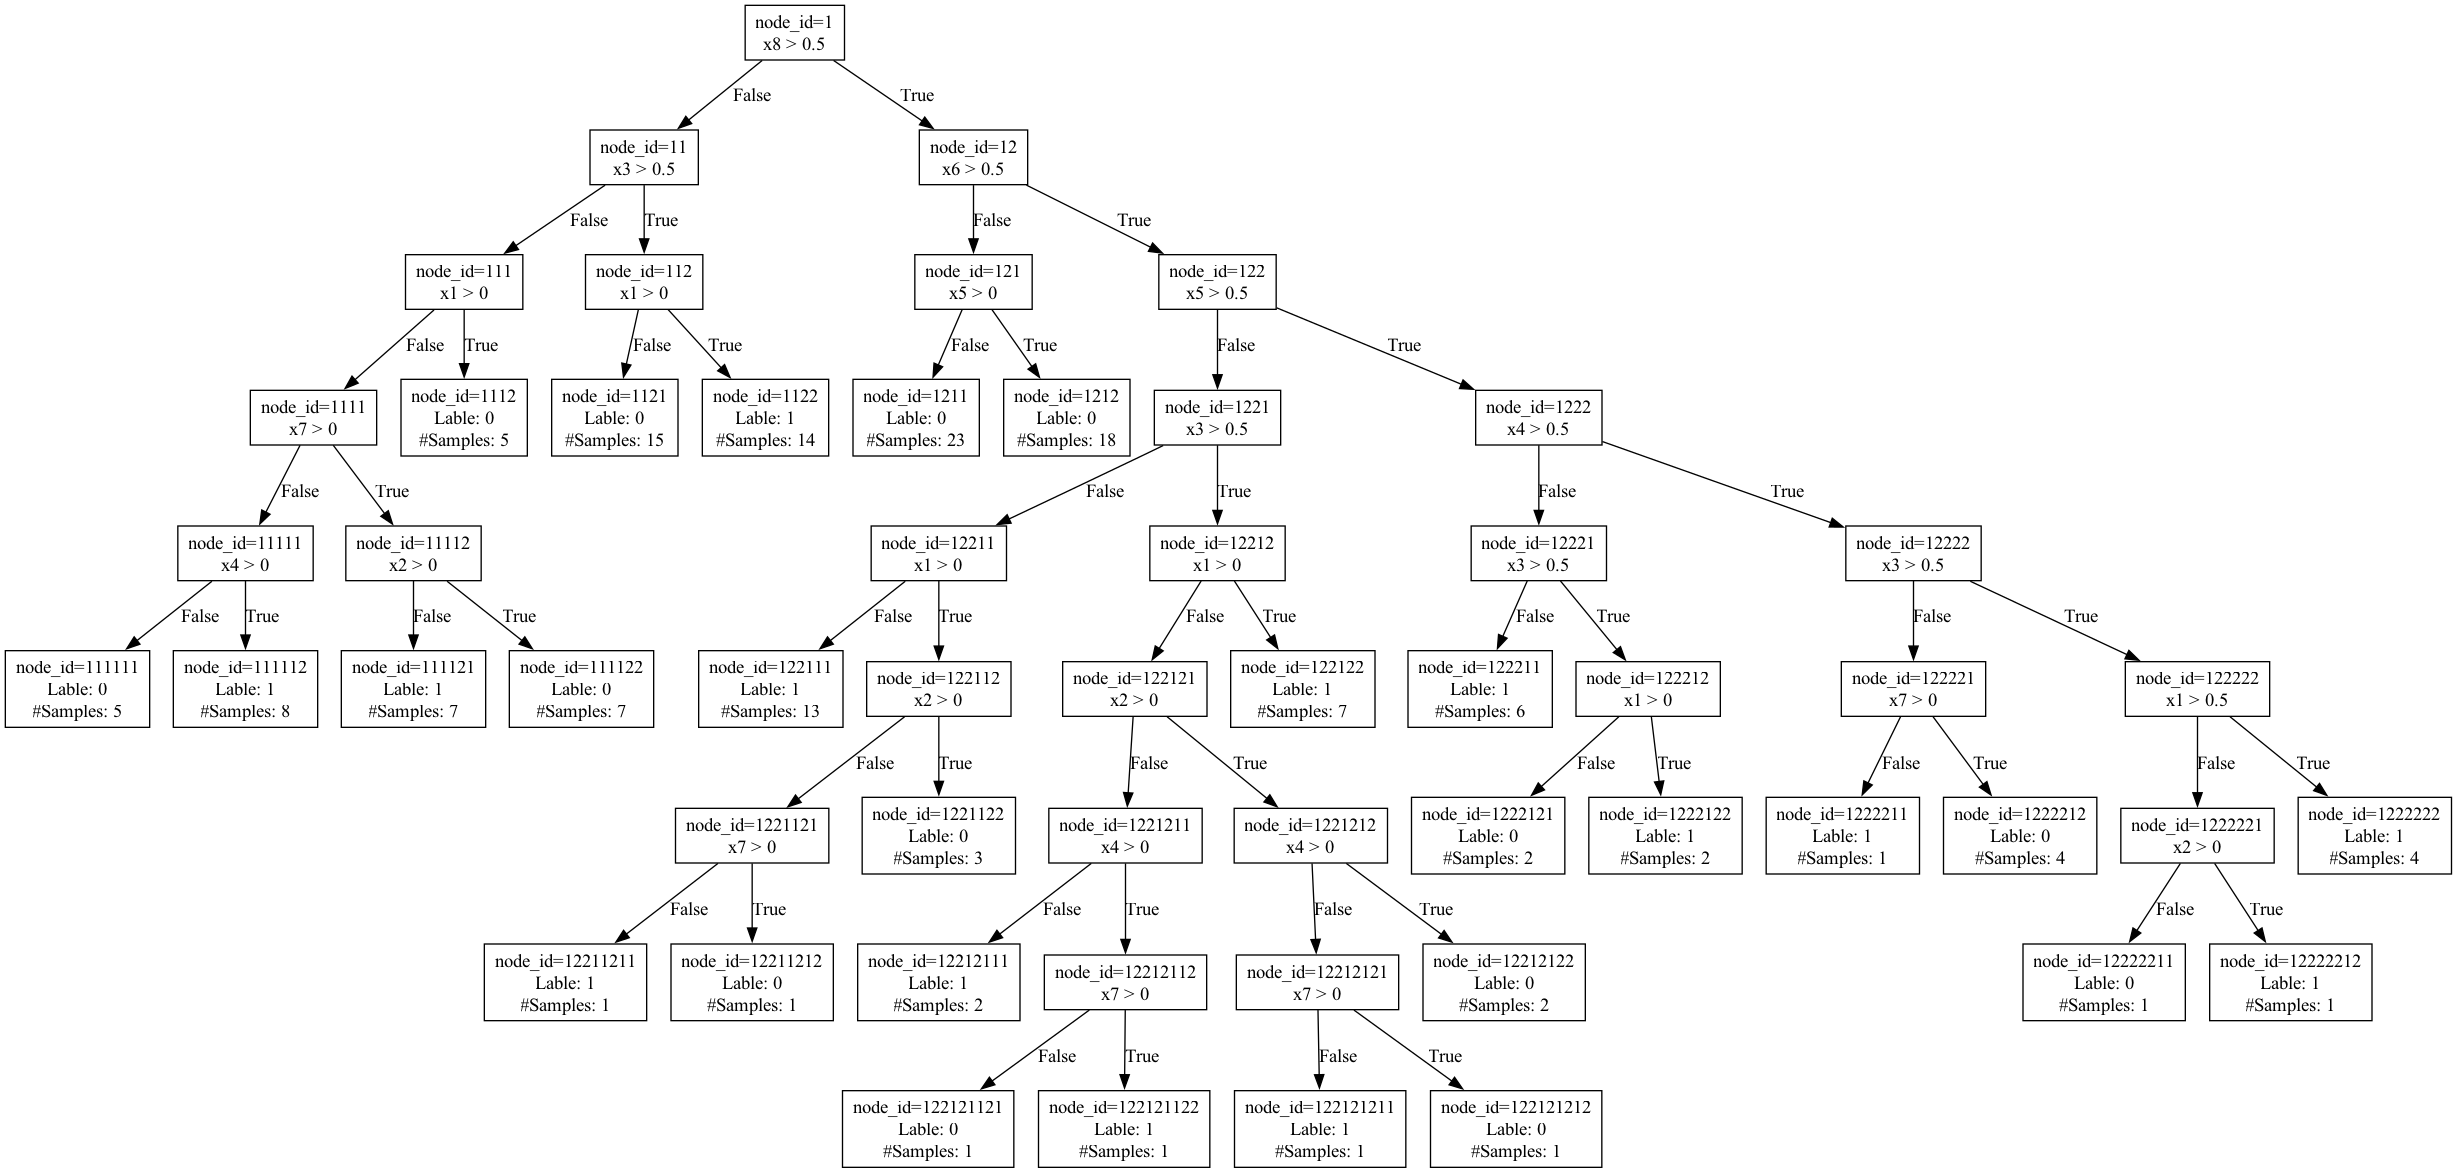 node_id=1
x8 > 0.5
False
True
node_id=11
x3 > 0.5
node_id=12
x6 > 0.5
False
True
False
True
node_id=111
x1 > 0
node_id=112
x1 > 0
node_id=121
x5 > 0
node_id=122
x5 > 0.5
False
True
False
True
False
True
False
True
node_id=1111
x7 > 0
node_id=1112
Lable: 0
#Samples: 5
node_id=1121
Lable: 0
#Samples: 15
node_id=1122
Lable: 1
#Samples: 14
node_id=1211
Lable: 0
#Samples: 23
node_id=1212
Lable: 0
#Samples: 18
node_id=1221
x3 > 0.5
node_id=1222
x4 > 0.5
False
True
False
True
False
True
node_id=11111
x4 > 0
node_id=11112
x2 > 0
node_id=12211
x1 > 0
node_id=12212
x1 > 0
node_id=12221
x3 > 0.5
node_id=12222
x3 > 0.5
False
True
False
True
False
True
False
True
False
True
False
True
node_id=111111
Lable: 0
#Samples: 5
node_id=111112
Lable: 1
#Samples: 8
node_id=111121
Lable: 1
#Samples: 7
node_id=111122
Lable: 0
#Samples: 7
node_id=122111
Lable: 1
#Samples: 13
node_id=122112
x2 > 0
node_id=122121
x2 > 0
node_id=122122
Lable: 1
#Samples: 7
node_id=122211
Lable: 1
#Samples: 6
node_id=122212
x1 > 0
node_id=122221
x7 > 0
node_id=122222
x1 > 0.5
False
True
False
True
False
True
False
True
False
True
node_id=1221121
x7 > 0
node_id=1221122
Lable: 0
#Samples: 3
node_id=1221211
x4 > 0
node_id=1221212
x4 > 0
node_id=1222121
Lable: 0
#Samples: 2
node_id=1222122
Lable: 1
#Samples: 2
node_id=1222211
Lable: 1
#Samples: 1
node_id=1222212
Lable: 0
#Samples: 4
node_id=1222221
x2 > 0
node_id=1222222
Lable: 1
#Samples: 4
False
True
False
True
False
True
False
True
node_id=12211211
Lable: 1
#Samples: 1
node_id=12211212
Lable: 0
#Samples: 1
node_id=12212111
Lable: 1
#Samples: 2
node_id=12212112
x7 > 0
node_id=12212121
x7 > 0
node_id=12212122
Lable: 0
#Samples: 2
node_id=12222211
Lable: 0
#Samples: 1
node_id=12222212
Lable: 1
#Samples: 1
False
True
False
True
node_id=122121121
Lable: 0
#Samples: 1
node_id=122121122
Lable: 1
#Samples: 1
node_id=122121211
Lable: 1
#Samples: 1
node_id=122121212
Lable: 0
#Samples: 1